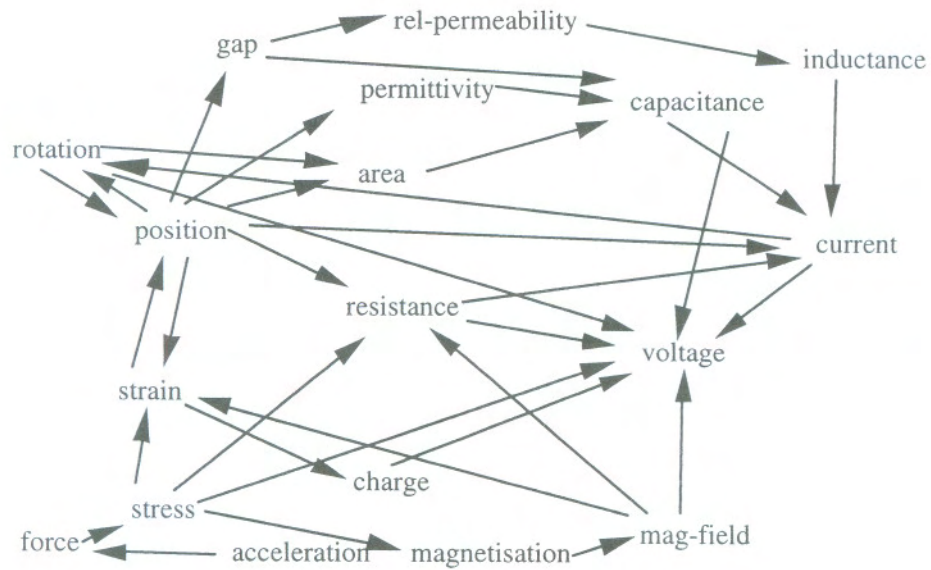 rel-permeability
gap
inductance
permittivity
capacitance
rotation
area
position
current
resistance
voltage
strain
charge
stress
force
acceleration
magnetisation
mag-field